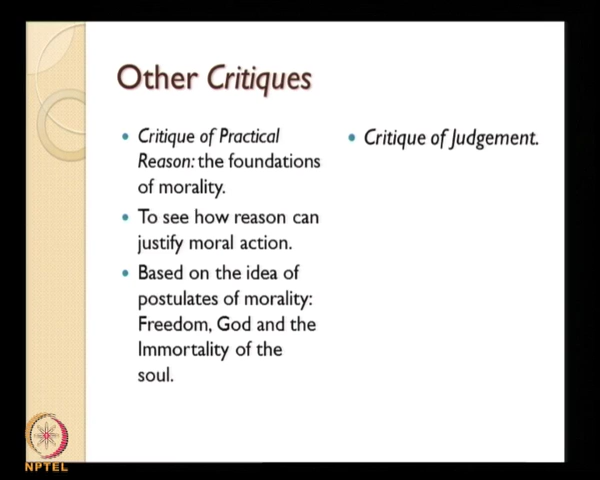 Other Critiques
• Critique of Practical
Reason: the foundations
of morality.
• To see how reason can
justify moral action.
• Based on the idea of
postulates of morality:
Freedom, God and the
Immortality of the
soul.
• Critique of Judgement.
NPTEL